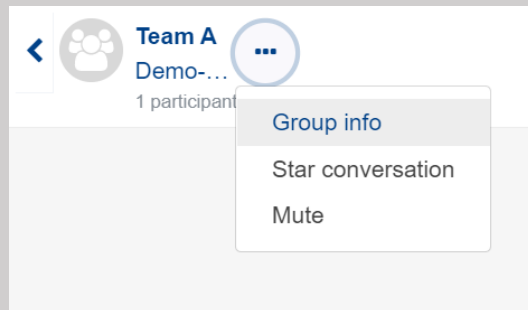 Team A
Demo-...
1 participant
Group info
Star conversation
Mute